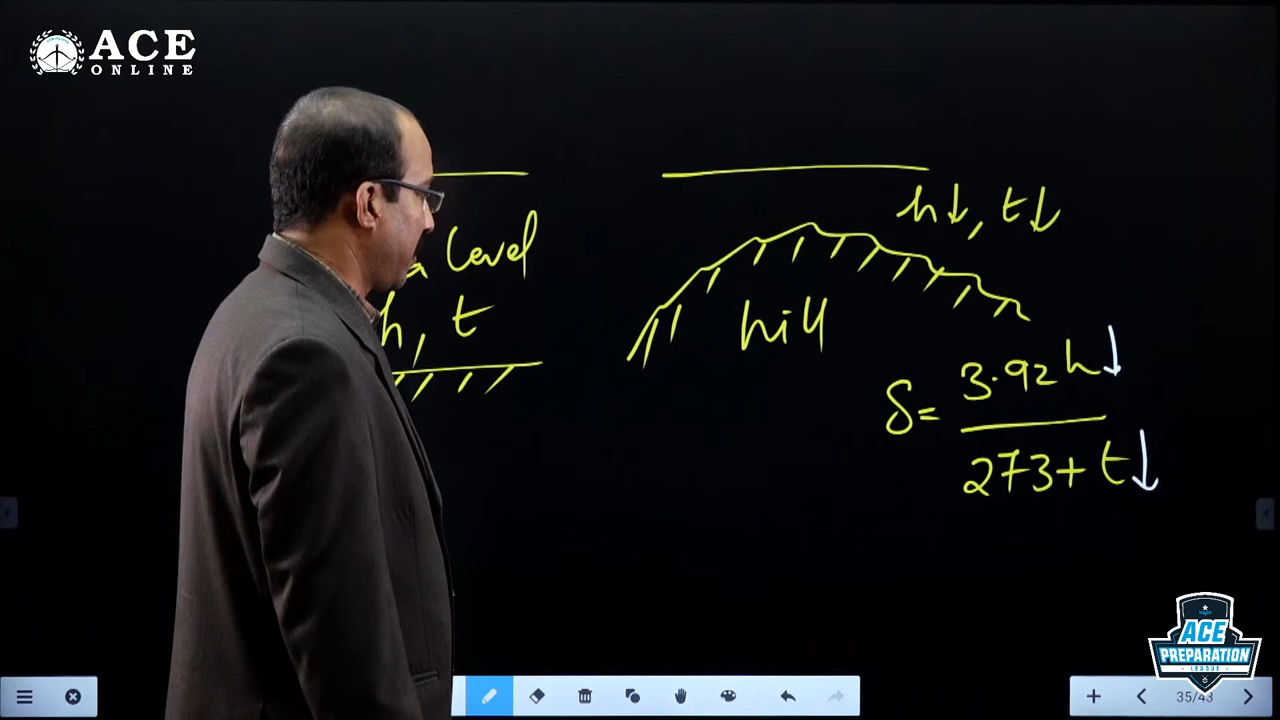 ACE
ONLINE
h↓, t↓
a level
h, t
hill
δ = 3.92 h↓
273 + t↓
ACE
PREPARATION
LEAGUE
35/43